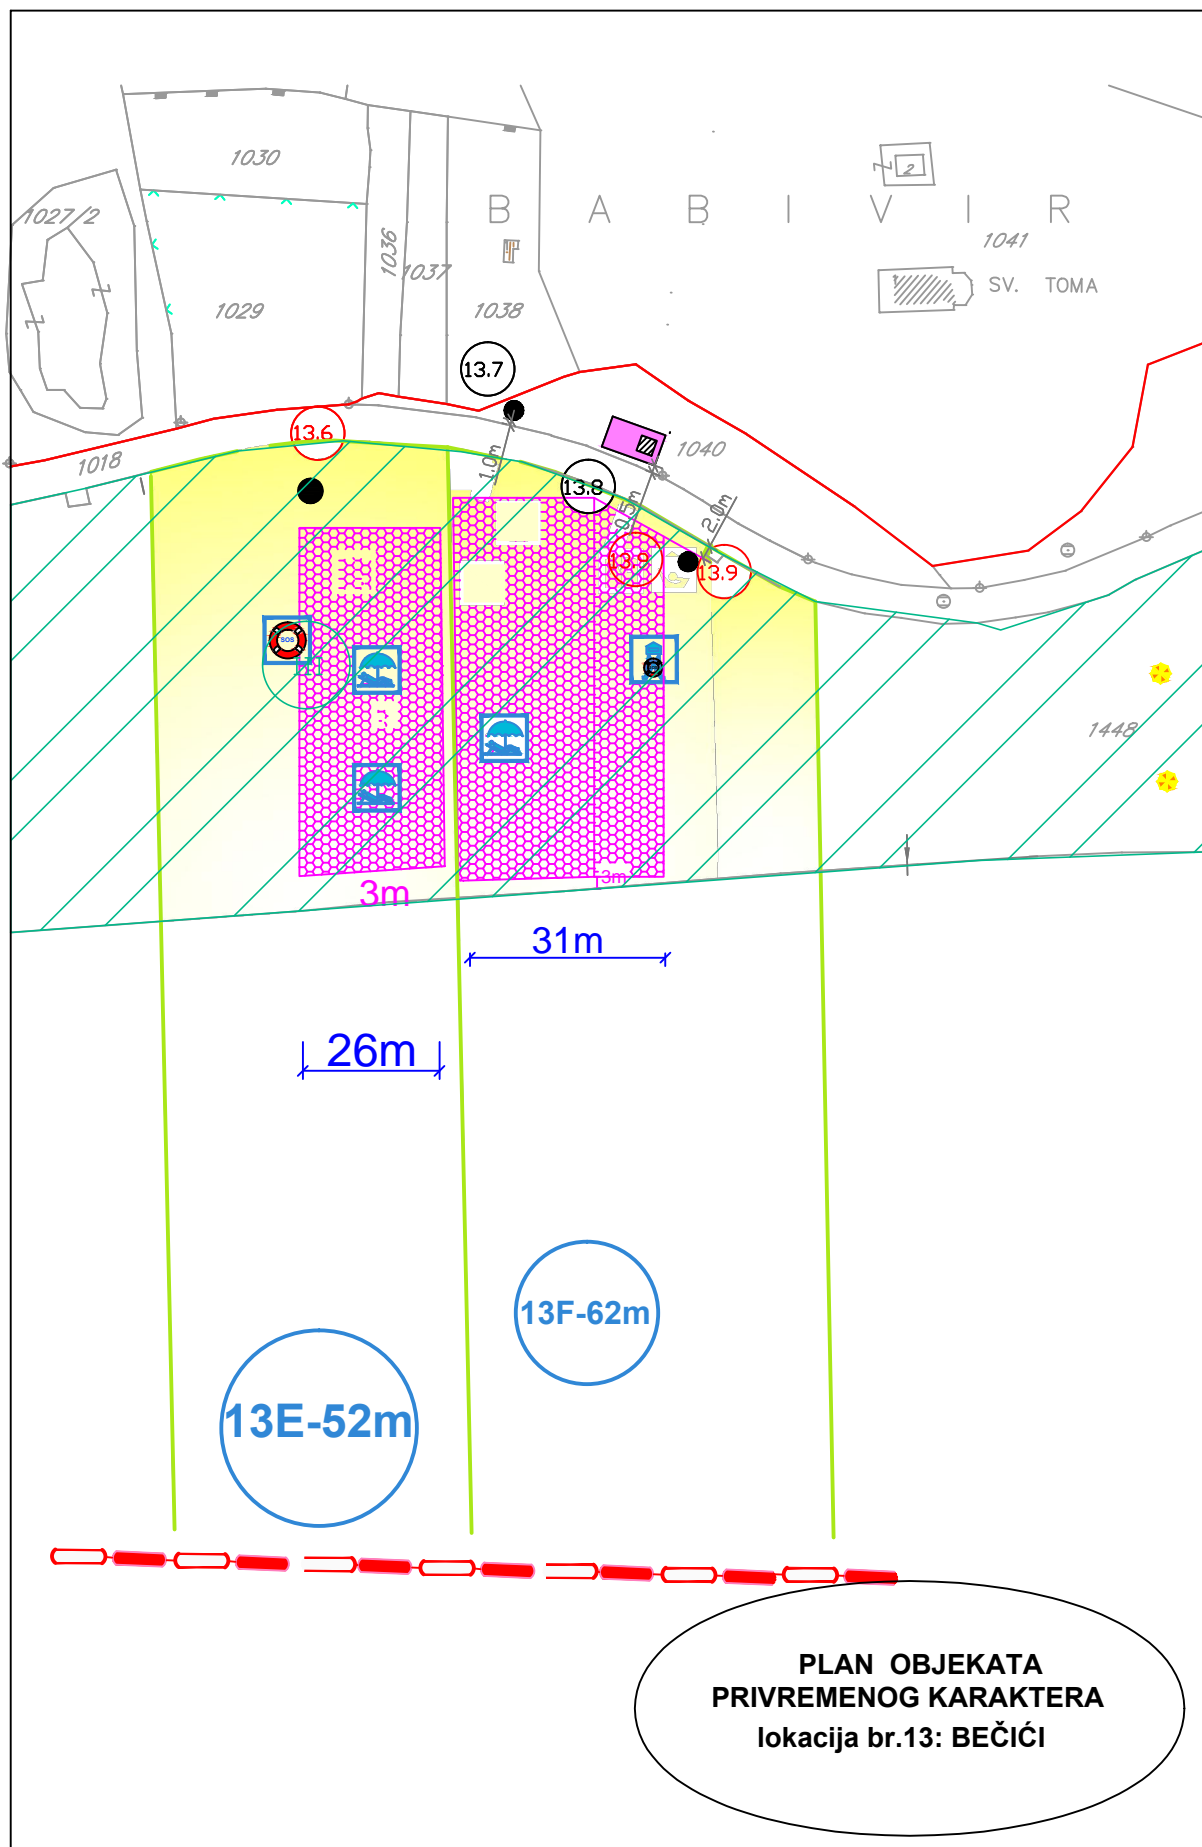 1030
1027/2
B A B I V I R
2
1036
1041
1037
SV. TOMA
1029
1038
13.7
13.6
1040
1018
1.0m
13.8
0.5m
2.0m
13.9
13.9
SOS
1448
3m
3m
31m
26m
13F-62m
13E-52m
PLAN OBJEKATA
PRIVREMENOG KARAKTERA
lokacija br.13: BEČIĆI